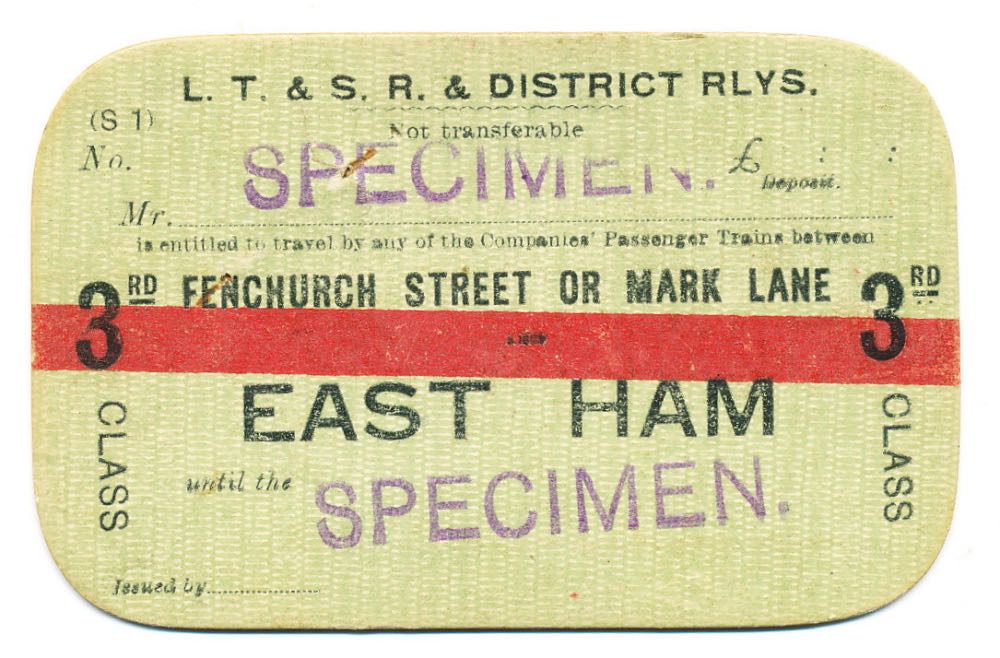 L. T. & S. R. & DISTRICT RLYS.
(S 1)
Not transferable
No.
SPECIMEN.
£ : :
Deposit.
Mr.
is entitled to travel by any of the Companies' Passenger Trains between
3RD FENCHURCH STREET OR MARK LANE 3RD
AND
CLASS EAST HAM CLASS
until the SPECIMEN.
Issued by